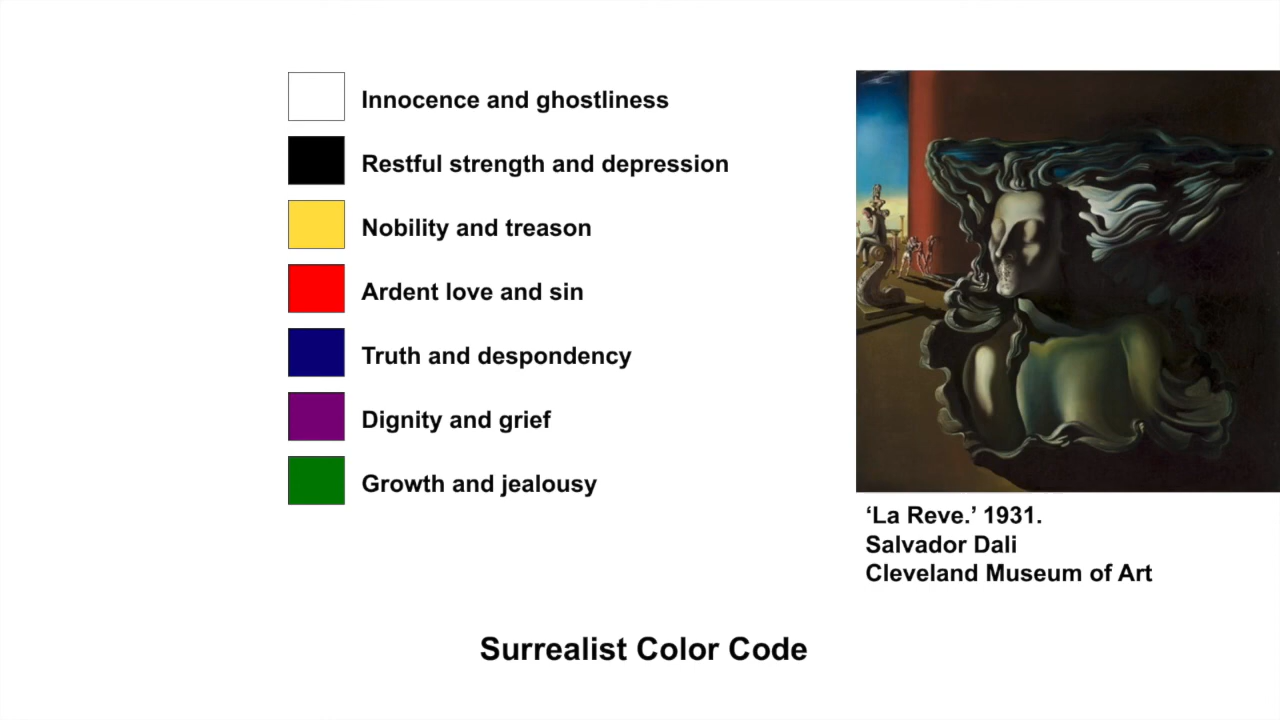 Innocence and ghostliness
Restful strength and depression
Nobility and treason
Ardent love and sin
Truth and despondency
Dignity and grief
Growth and jealousy
‘La Reve.’ 1931.
Salvador Dali
Cleveland Museum of Art
Surrealist Color Code